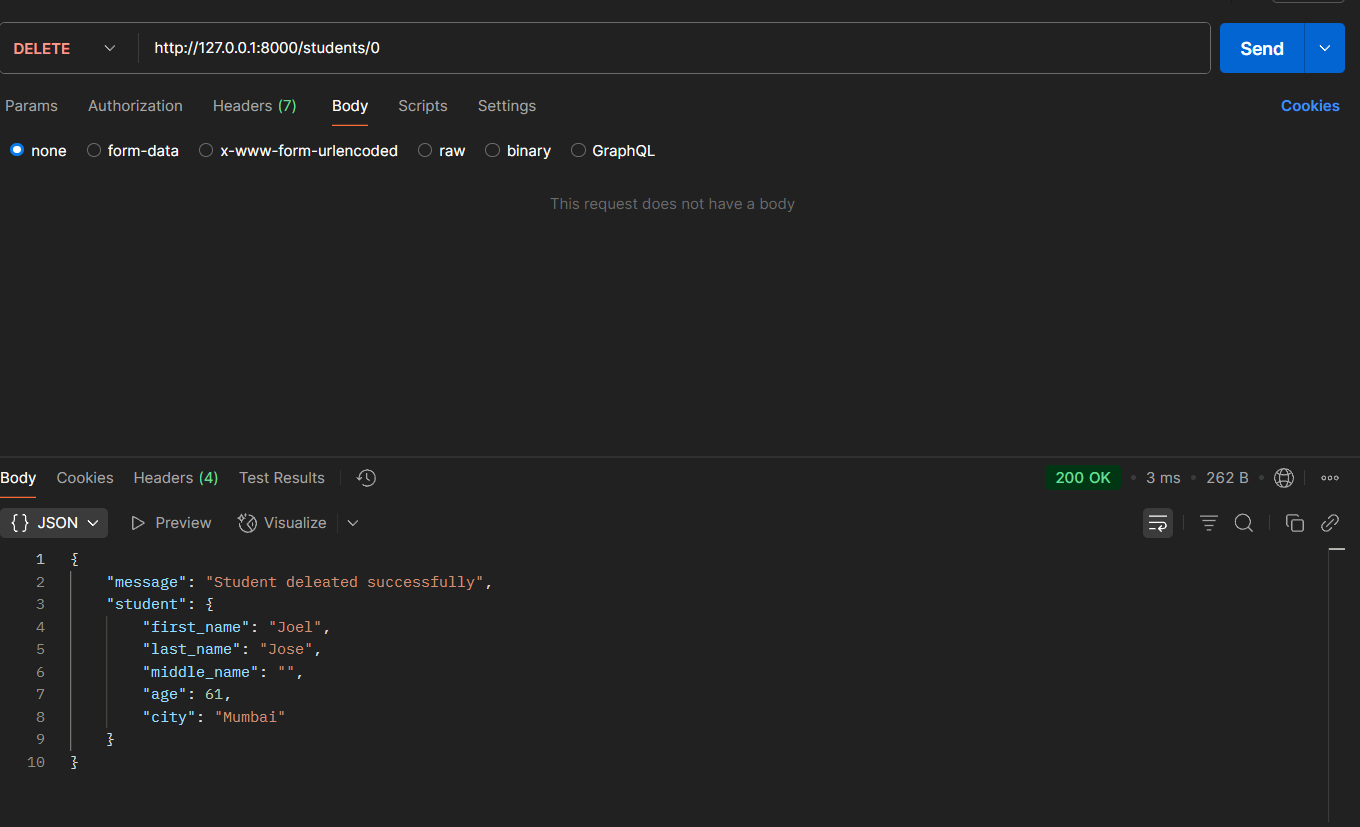 DELETE http://127.0.0.1:8000/students/0 Send
Params Authorization Headers (7) Body Scripts Settings Cookies
none form-data x-www-form-urlencoded raw binary GraphQL
This request does not have a body
Body Cookies Headers (4) Test Results 200 OK • 3 ms • 262 B •
{} JSON Preview Visualize
1 {
2 "message": "Student deleated successfully",
3 "student": {
4 "first_name": "Joel",
5 "last_name": "Jose",
6 "middle_name": "",
7 "age": 61,
8 "city": "Mumbai"
9 }
10 }